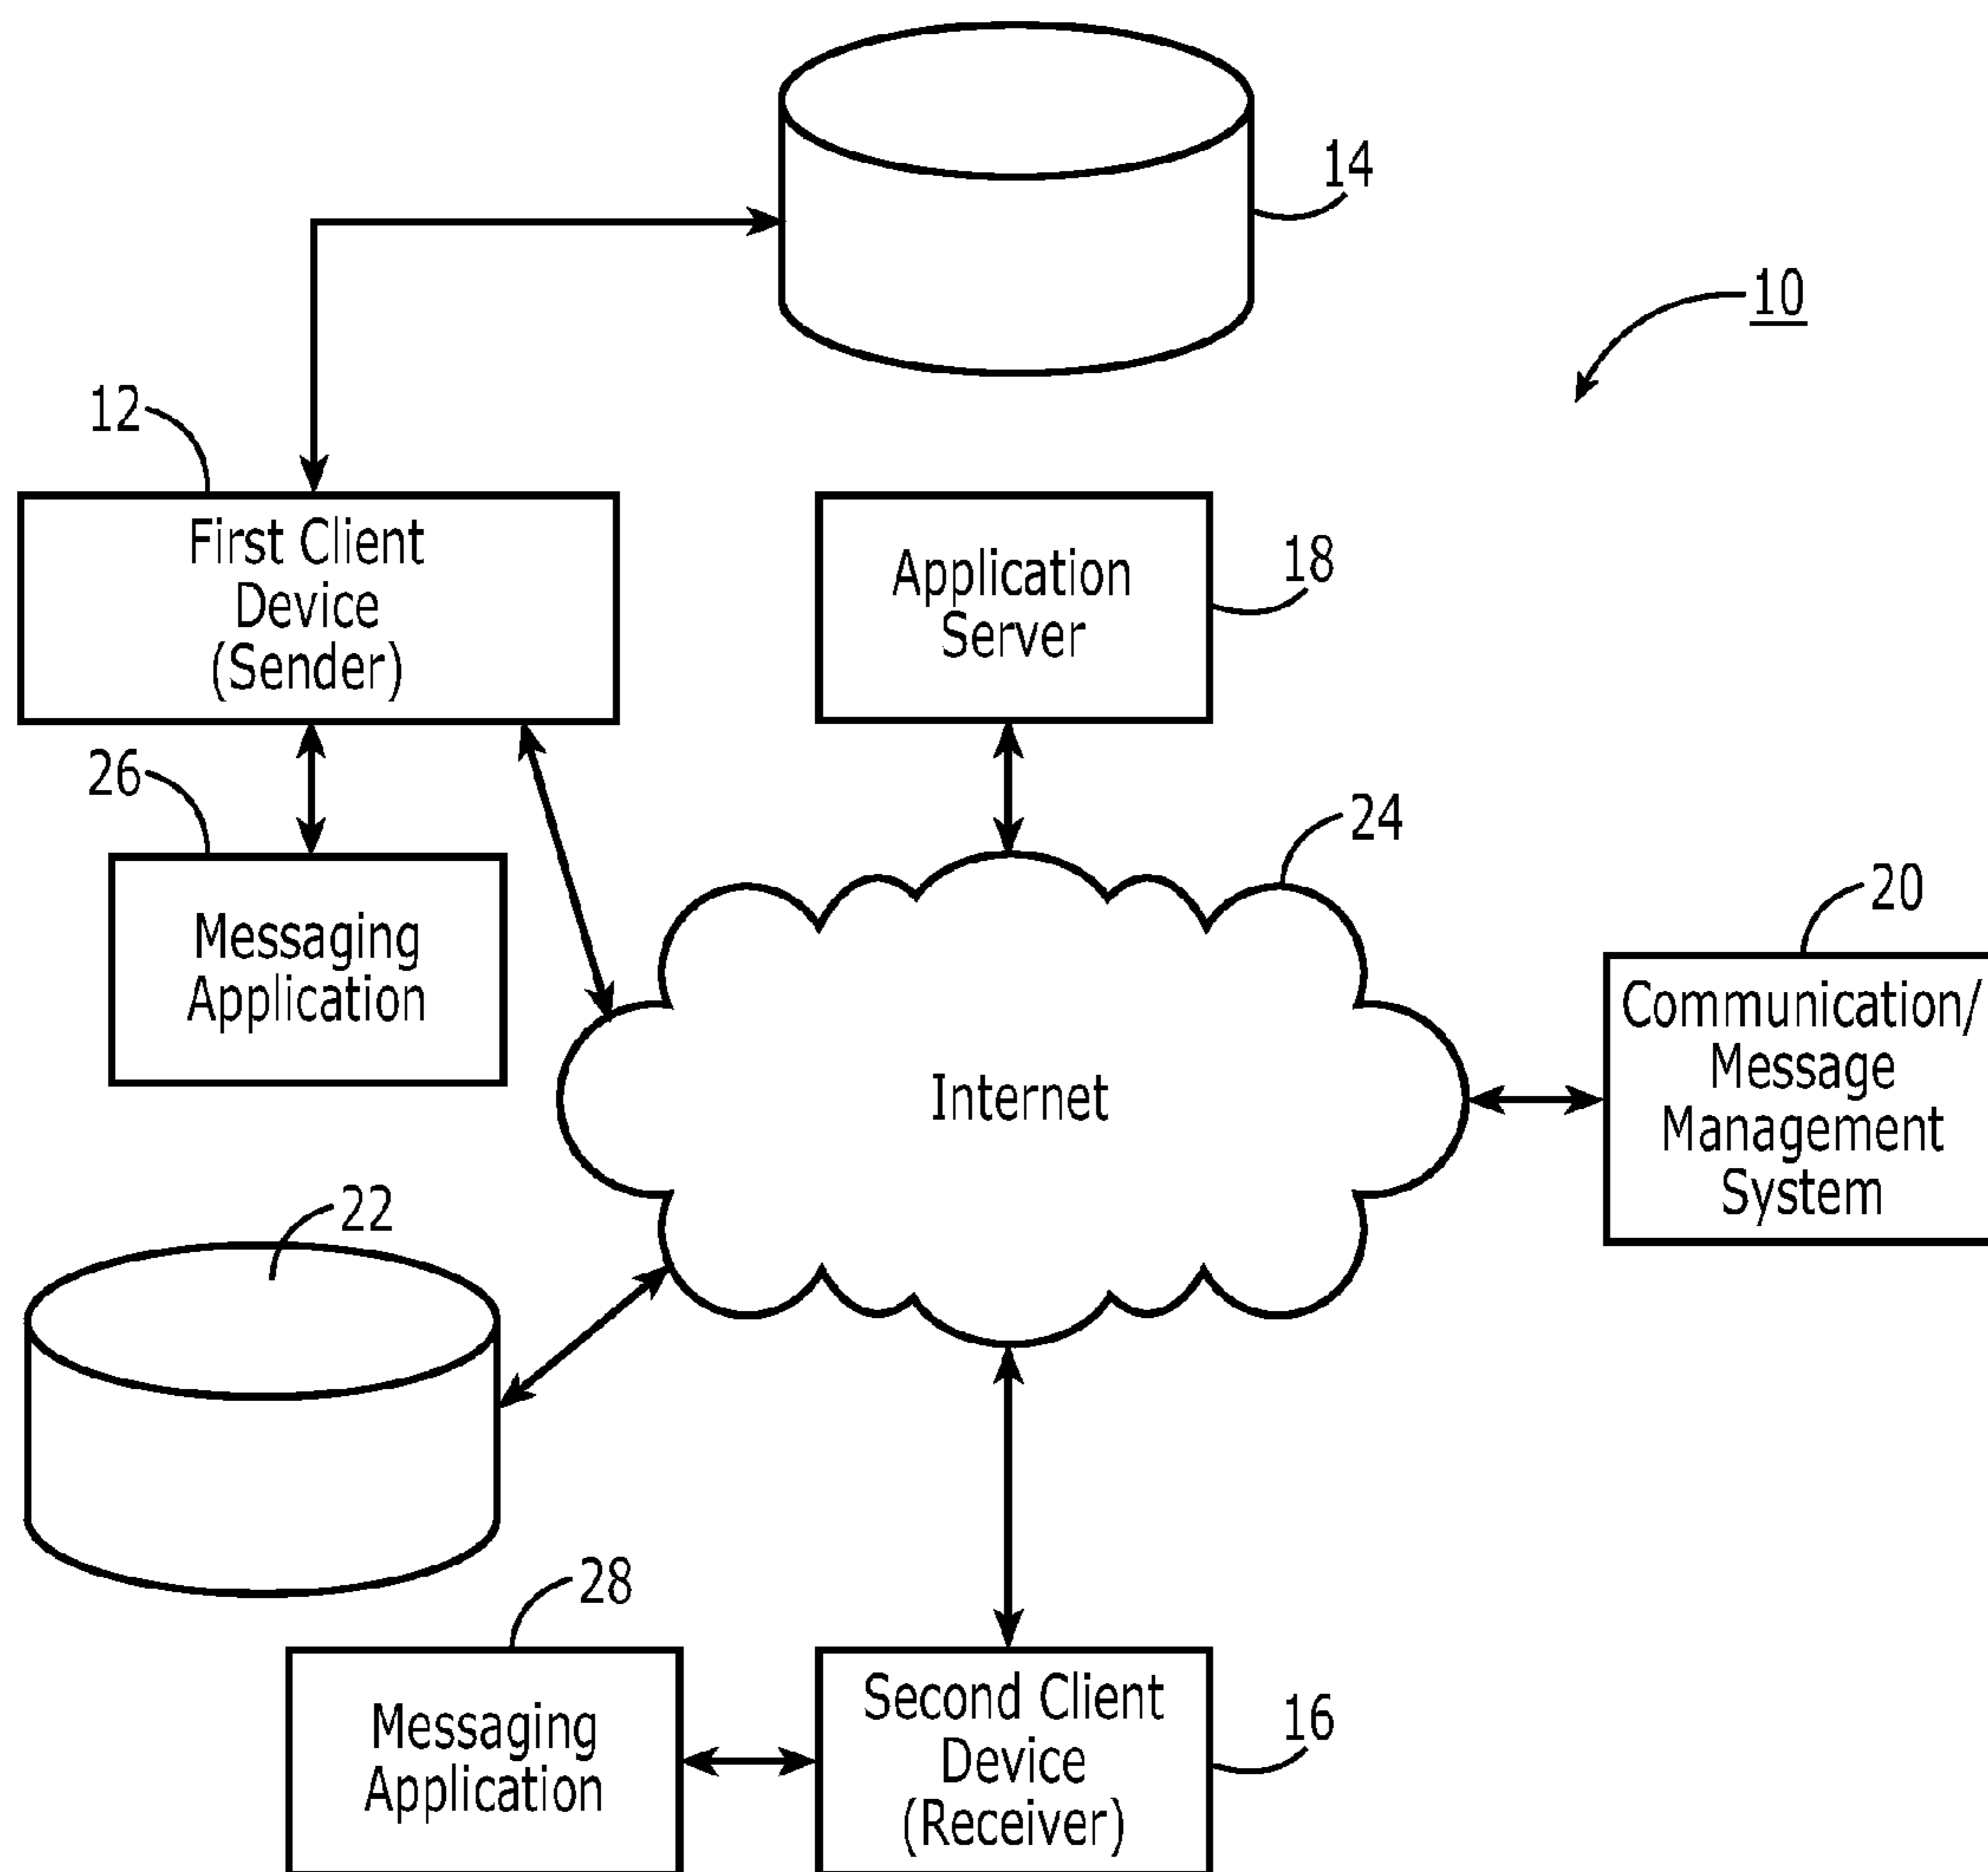 14
10
12
First Client
Device
(Sender)
Application
Server
18
26
24
20
Messaging
Application
Communication/
Message
Management
System
Internet
22
28
Messaging
Application
Second Client
Device
(Receiver)
16